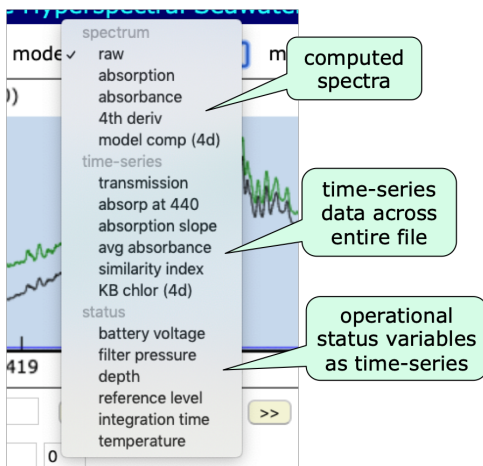 Hyperspectral Seawater
mode
spectrum
✓ raw
absorption
absorbance
4th deriv
model comp (4d)
time-series
transmission
absorp at 440
absorption slope
avg absorbance
similarity index
KB chlor (4d)
status
battery voltage
filter pressure
depth
reference level
integration time
temperature
m
)
419
>>
0
computed
spectra
time-series
data across
entire file
operational
status variables
as time-series